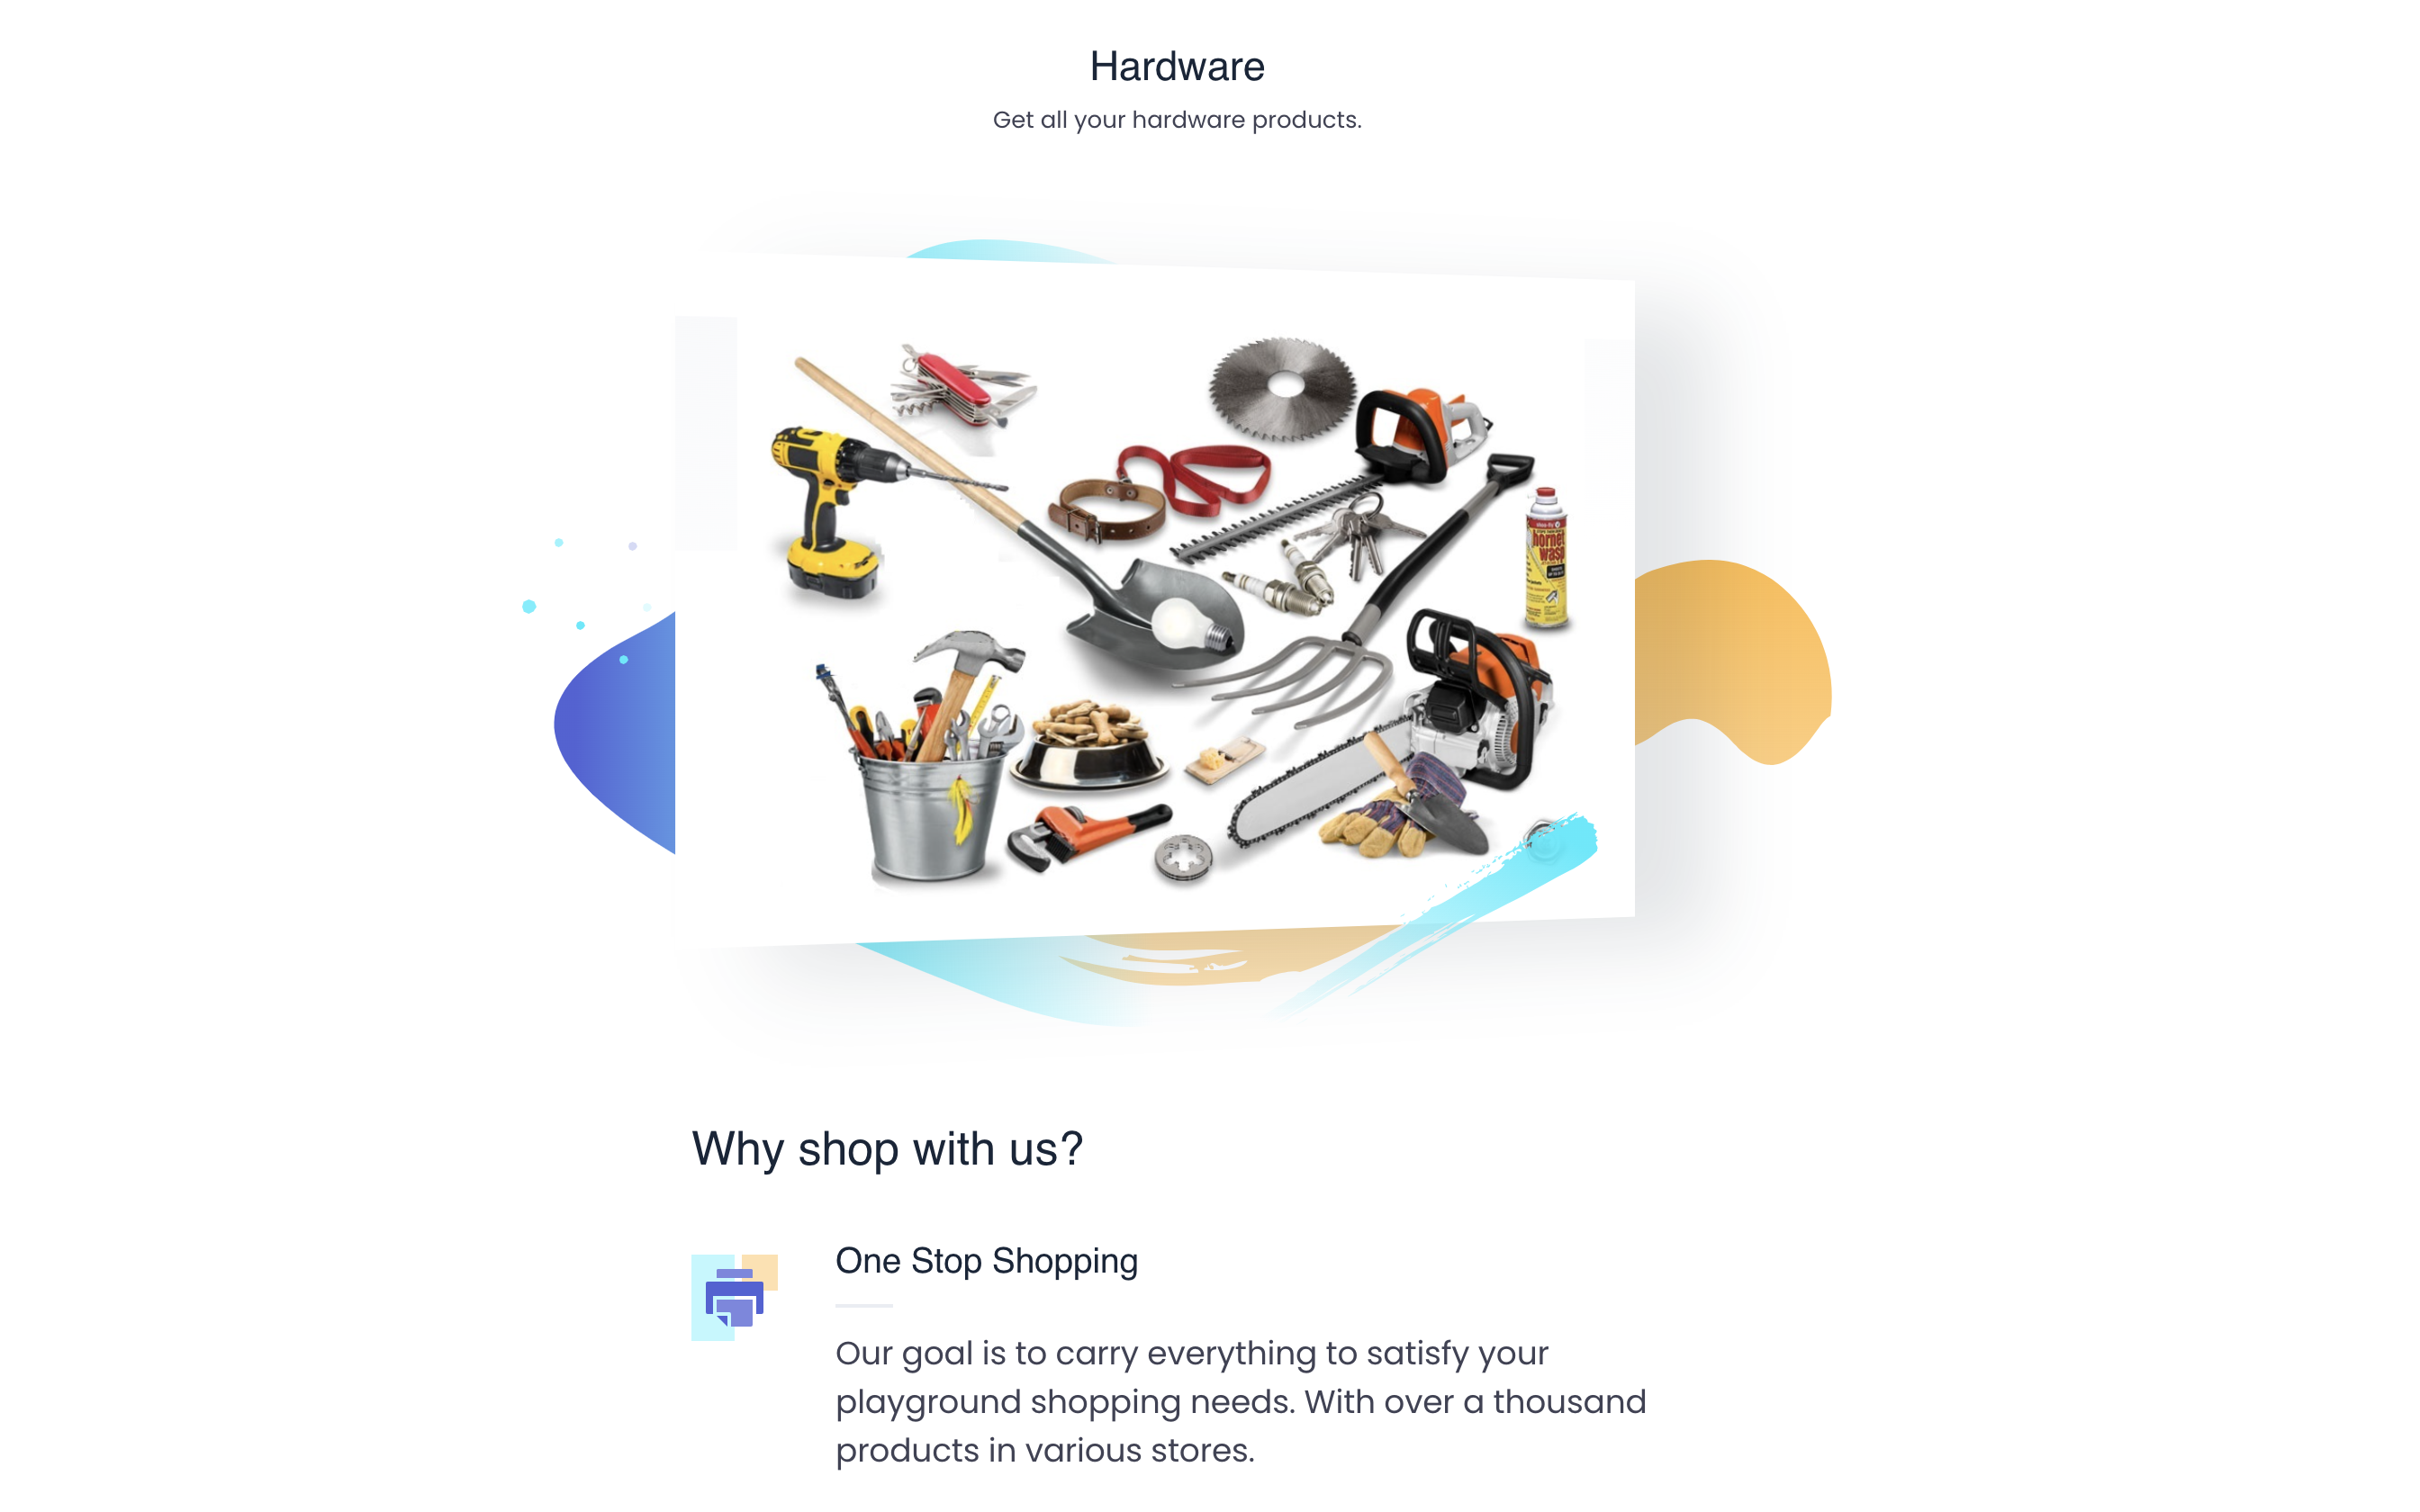 Hardware
Get all your hardware products.
hornet
wasp
Why shop with us?
One Stop Shopping
Our goal is to carry everything to satisfy your
playground shopping needs. With over a thousand
products in various stores.